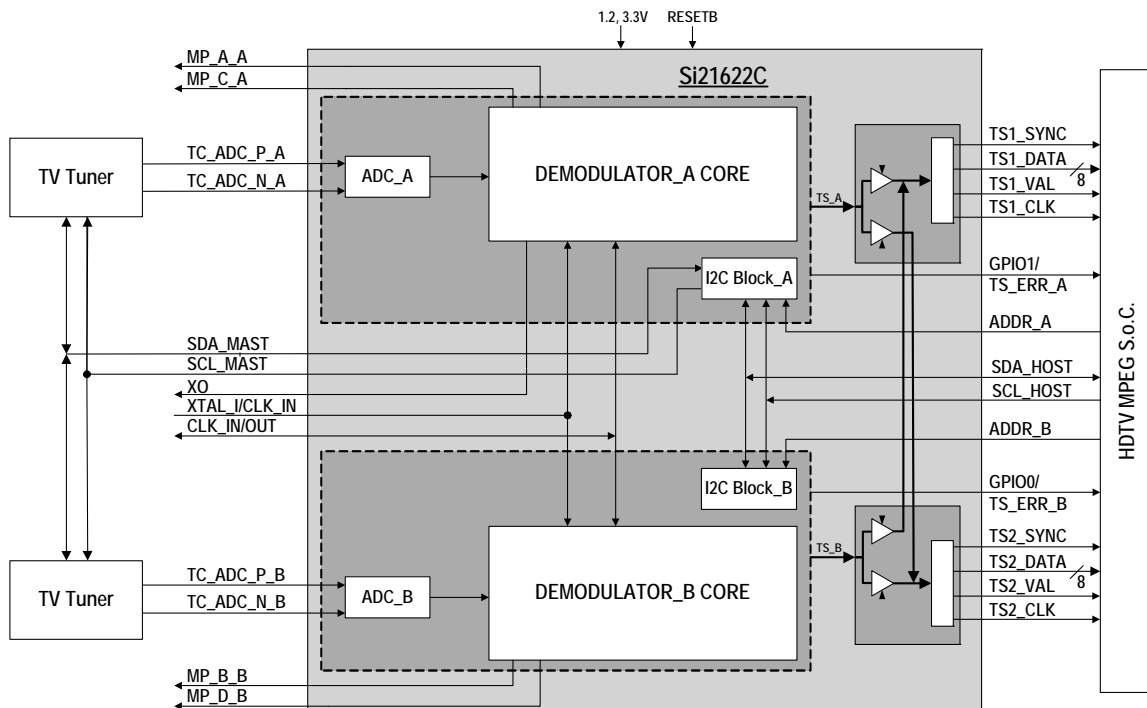 1.2, 3.3V
RESETB
Si21622C
MP_A_A
MP_C_A
TV Tuner
TC_ADC_P_A
TC_ADC_N_A
ADC_A
DEMODULATOR_A CORE
TS_A
TS1_SYNC
TS1_DATA
8
TS1_VAL
TS1_CLK
I2C Block_A
GPIO1/
TS_ERR_A
ADDR_A
SDA_MAST
SCL_MAST
XO
XTAL_I/CLK_IN
CLK_IN/OUT
SDA_HOST
SCL_HOST
ADDR_B
HDTV MPEG S.o.C.
I2C Block_B
GPIO0/
TS_ERR_B
TV Tuner
TC_ADC_P_B
TC_ADC_N_B
ADC_B
DEMODULATOR_B CORE
TS_B
TS2_SYNC
TS2_DATA
8
TS2_VAL
TS2_CLK
MP_B_B
MP_D_B